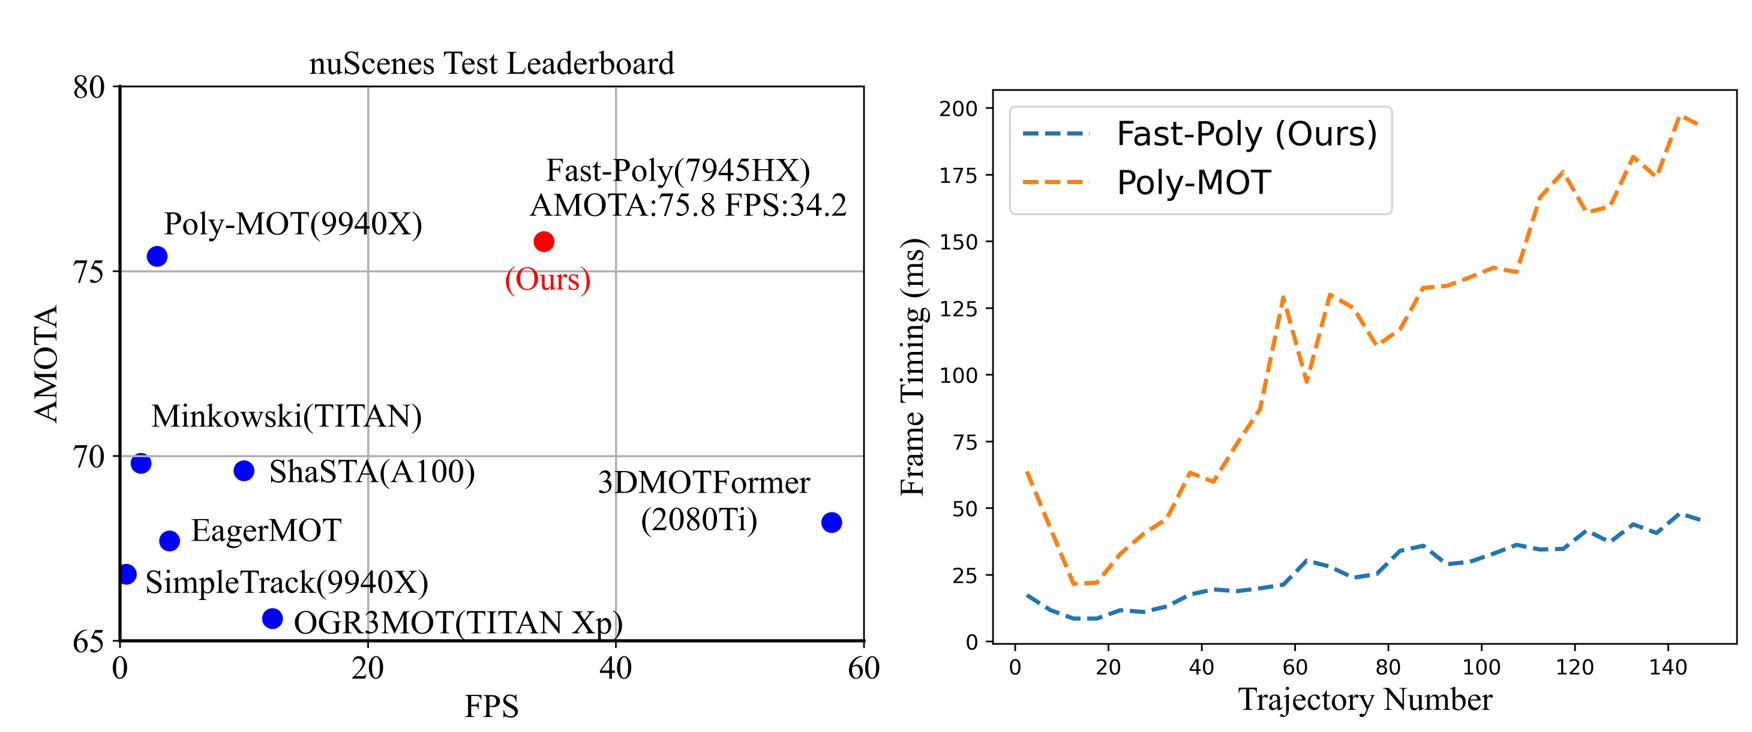 nuScenes Test Leaderboard
80
75
70
65
AMOTA
Fast-Poly(7945HX)
AMOTA:75.8 FPS:34.2
(Ours)
Poly-MOT(9940X)
Minkowski(TITAN)
ShaSTA(A100)
3DMOTFormer
(2080Ti)
EagerMOT
SimpleTrack(9940X)
OGR3MOT(TITAN Xp)
0 20 40 60
FPS
Fast-Poly (Ours)
Poly-MOT
200
175
150
125
100
75
50
25
0
Frame Timing (ms)
0 20 40 60 80 100 120 140
Trajectory Number